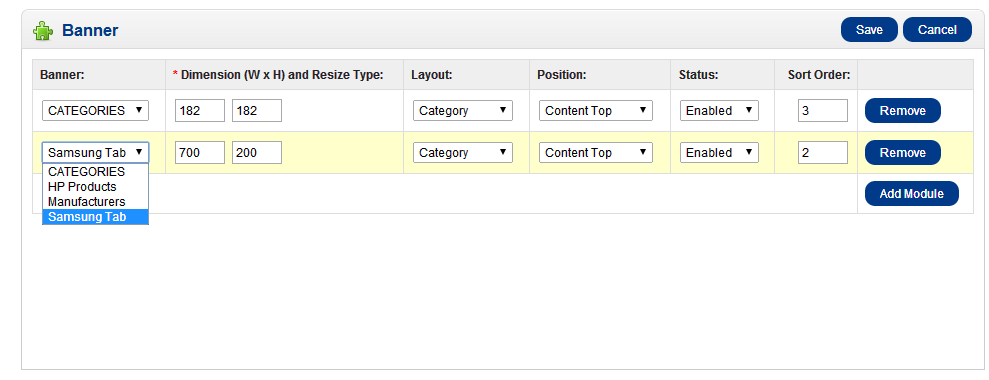 Banner
Save Cancel
Banner: * Dimension (W x H) and Resize Type: Layout: Position: Status: Sort Order:
CATEGORIES 182 182 Category Content Top Enabled 3 Remove
Samsung Tab 700 200 Category Content Top Enabled 2 Remove
CATEGORIES
HP Products
Manufacturers
Samsung Tab
Add Module